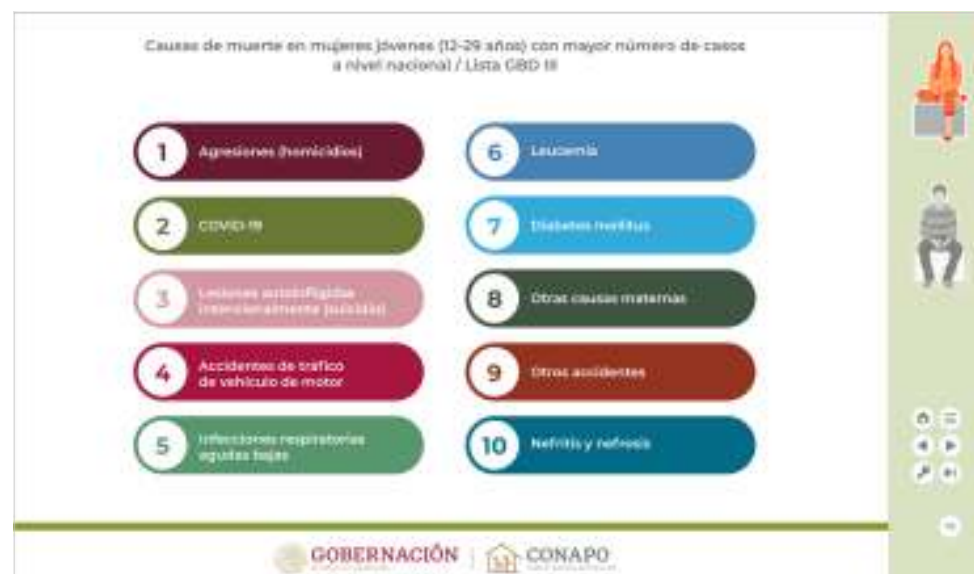 Causas de muerte en mujeres jóvenes (12-29 años) con mayor número de casos
a nivel nacional / Lista GBD III
1 Agresiones (homicidios)
2 COVID-19
3 Lesiones autoinfligidas
intencionalmente (suicidio)
4 Accidentes de tráfico
de vehículo de motor
5 Infecciones respiratorias
agudas bajas
6 Leucemia
7 Diabetes mellitus
8 Otras causas maternas
9 Otros accidentes
10 Nefritis y nefrosis
GOBERNACIÓN
CONAPO